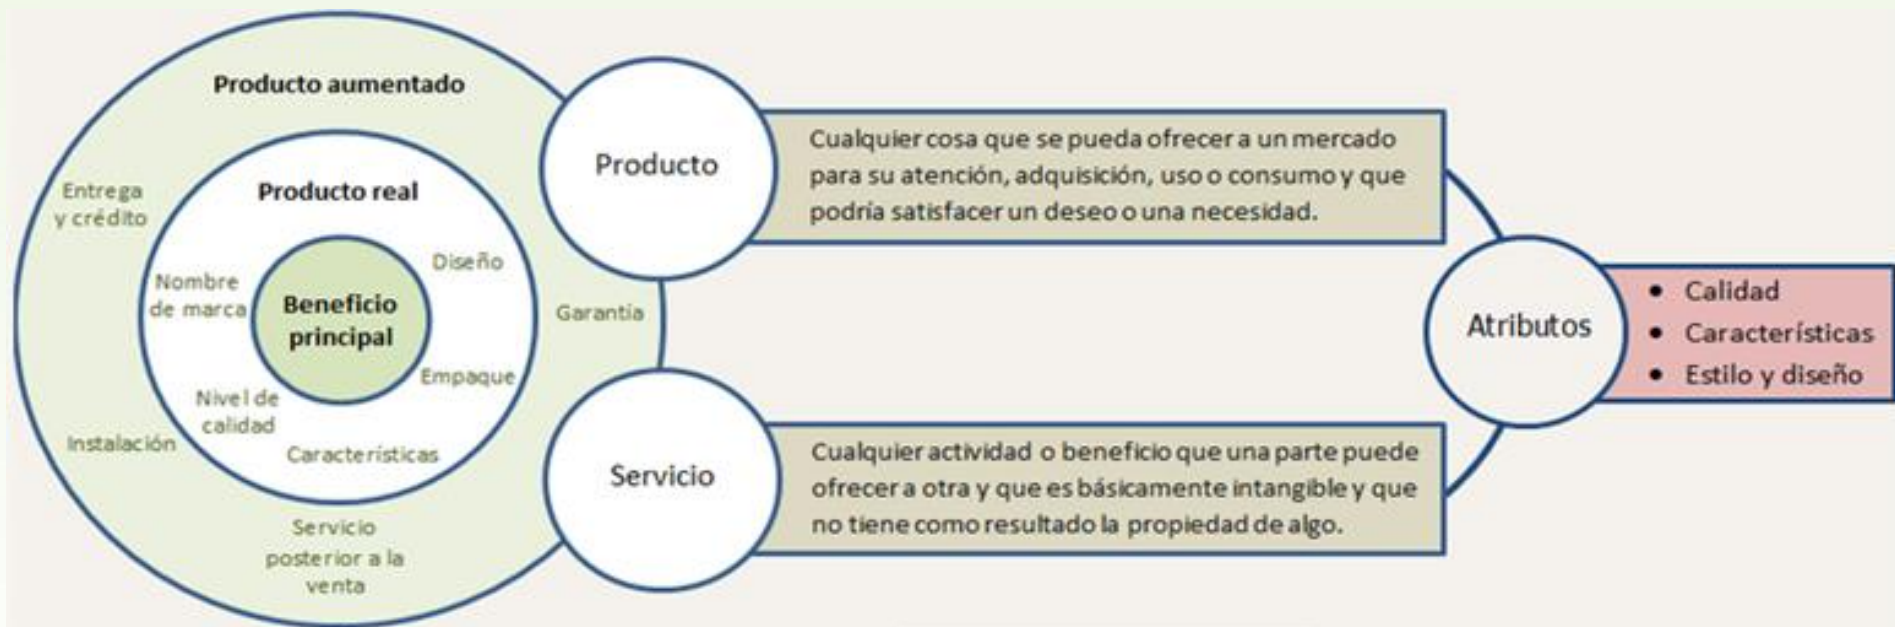 Producto aumentado
Entrega
y crédito
Producto real
Nombre
de marca
Diseño
Beneficio
principal
Garantía
Empaque
Nivel de
calidad
Instalación
Características
Servicio
posterior a la
venta
Producto
Cualquier cosa que se pueda ofrecer a un mercado
para su atención, adquisición, uso o consumo y que
podría satisfacer un deseo o una necesidad.
Servicio
Cualquier actividad o beneficio que una parte puede
ofrecer a otra y que es básicamente intangible y que
no tiene como resultado la propiedad de algo.
Atributos
• Calidad
• Características
• Estilo y diseño